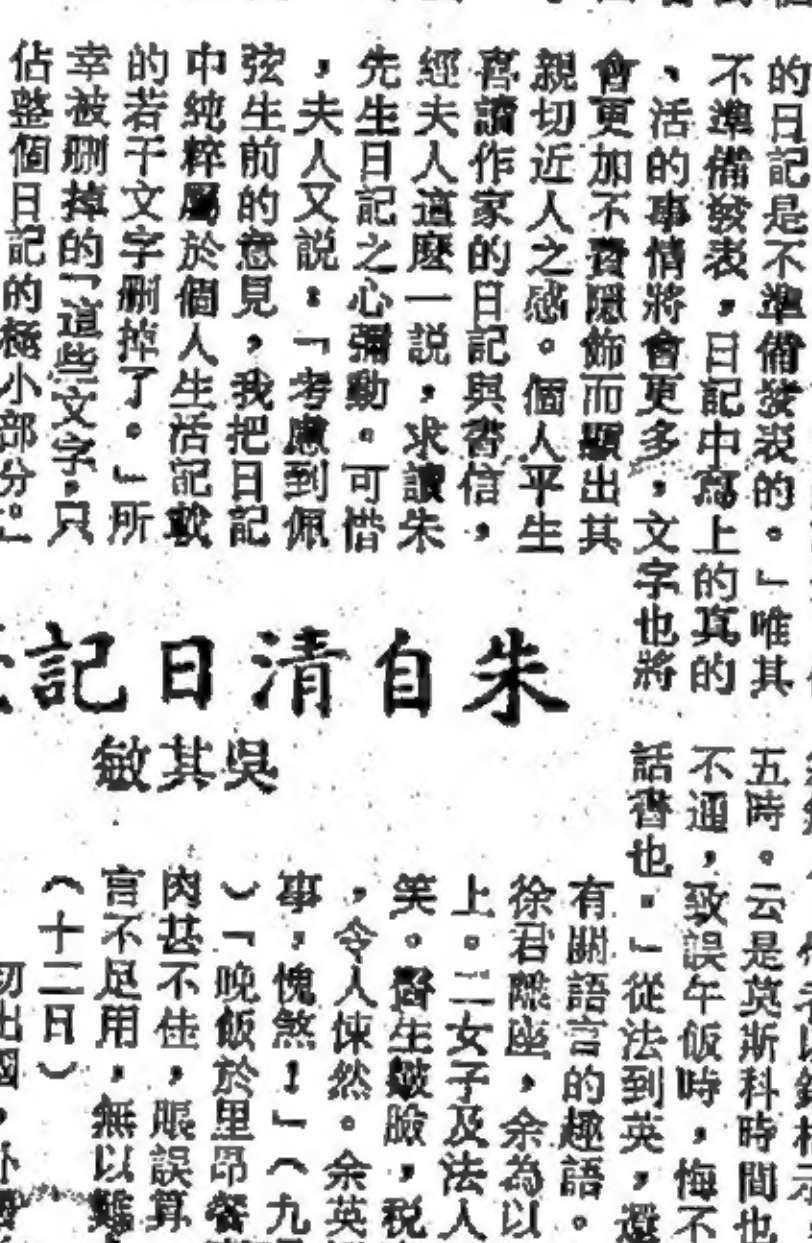 的日記是不準備發表的。」唯其
不準備發表，日記中寫上的真的
、活的事情將會更多，文字也將
會更加不費隱飾而顯出其
親切近人之感。個人平生
喜讀作家的日記與書信，
經夫人這麼一説，求讀朱
先生日記之心彌動。可惜
，夫人又説：「考慮到佩
弦生前的意見，我把日記
中純粹屬於個人生活記載
的若干文字刪掉了。」所
幸被刪掉的「這些文字，只
佔整個日記的極小部分。」
朱自清日記
吳其敏
五時。云是莫斯科時間也
不通，致誤午飯時，悔不
話書也。」從法到英，還
有關語言的趣語。
徐君離座，余為以
上。二女子及法人
笑。醫生皺臉，税
，令人悚然。余英
事，愧煞！」（九
）「晚飯於里昂餐
肉甚不佳，賬誤算
言不足用，無以難
（十二日）
初出國，